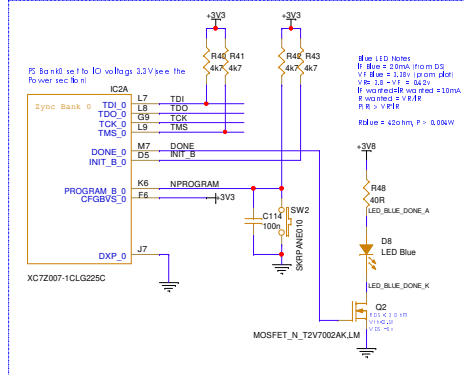 +3V3
+3V3
R40
R41
4k7
4k7
R42
R43
4k7
4k7
Blue LED Notes
IF Blue = 20mA (from DS)
VF Blue = 3.38v (from plot)
VR= 3.8 - VF = 0.42v
IF wanted=IR wanted =10mA
R wanted = VR/IR
P(R) > VR*IR
Rblue = 42ohm, P > 0.004W
PS Bank0 set to IO voltage 3.3V (see the
Power section)
IC2A
Zync Bank 0
TDI_0
L7
TDI
TDO_0
L8
TDO
TCK_0
G9
TCK
TMS_0
L9
TMS
DONE_0
M7
DONE
INIT_B_0
D5
INIT_B
PROGRAM_B_0
K6
NPROGRAM
CFGBVS_0
F6
+3V3
DXP_0
J7
XC7Z007-1CLG225C
C114
100n
SW2
SKRPANE010
+3V8
R48
40R
LED_BLUE_DONE_A
D8
LED Blue
LED_BLUE_DONE_K
Q2
MOSFET_N_T2V7002AK,LM